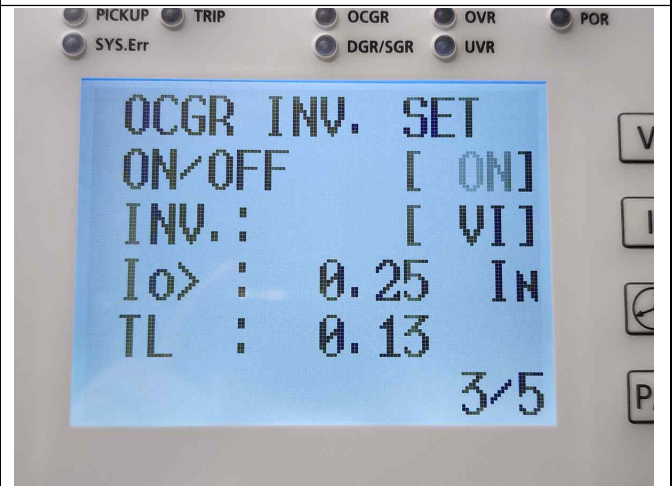 PICKUP TRIP OCGR OVR POR
SYS.Err DGR/SGR UVR
OCGR INV. SET
ON/OFF [ ON]
INV.: [ VI]
Io> : 0.25 In
TL : 0.13
3/5